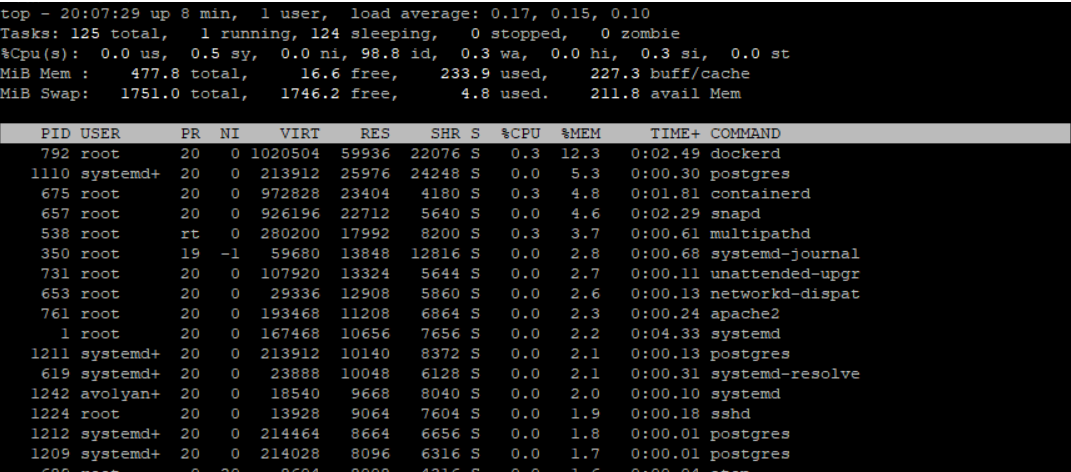 top - 20:07:29 up 8 min,  1 user,  load average: 0.17, 0.15, 0.10
Tasks: 125 total,   1 running, 124 sleeping,   0 stopped,   0 zombie
%Cpu(s):  0.0 us,  0.5 sy,  0.0 ni, 98.8 id,  0.3 wa,  0.0 hi,  0.3 si,  0.0 st
MiB Mem :    477.8 total,     16.6 free,    233.9 used,    227.3 buff/cache
MiB Swap:   1751.0 total,   1746.2 free,      4.8 used.    211.8 avail Mem
PID USER      PR  NI    VIRT    RES    SHR S  %CPU  %MEM     TIME+ COMMAND
792 root      20   0 1020504  59936  22076 S   0.3  12.3   0:02.49 dockerd
1110 systemd+  20   0  213912  25976  24248 S   0.0   5.3   0:00.30 postgres
675 root      20   0  972828  23404   4180 S   0.3   4.8   0:01.81 containerd
657 root      20   0  926196  22712   5640 S   0.0   4.6   0:02.29 snapd
538 root      rt   0  280200  17992   8200 S   0.3   3.7   0:00.61 multipathd
350 root      19  -1   59680  13848  12816 S   0.0   2.8   0:00.68 systemd-journal
731 root      20   0  107920  13324   5644 S   0.0   2.7   0:00.11 unattended-upgr
653 root      20   0   29336  12908   5860 S   0.0   2.6   0:00.13 networkd-dispat
761 root      20   0  193468  11208   6864 S   0.0   2.3   0:00.24 apache2
1 root      20   0  167468  10656   7656 S   0.0   2.2   0:04.33 systemd
1211 systemd+  20   0  213912  10140   8372 S   0.0   2.1   0:00.13 postgres
619 systemd+  20   0   23888  10048   6128 S   0.0   2.1   0:00.31 systemd-resolve
1242 avolyan+  20   0   18540   9668   8040 S   0.0   2.0   0:00.10 systemd
1224 root      20   0   13928   9064   7604 S   0.0   1.9   0:00.18 sshd
1212 systemd+  20   0  214464   8664   6656 S   0.0   1.8   0:00.01 postgres
1209 systemd+  20   0  214028   8096   6316 S   0.0   1.7   0:00.01 postgres